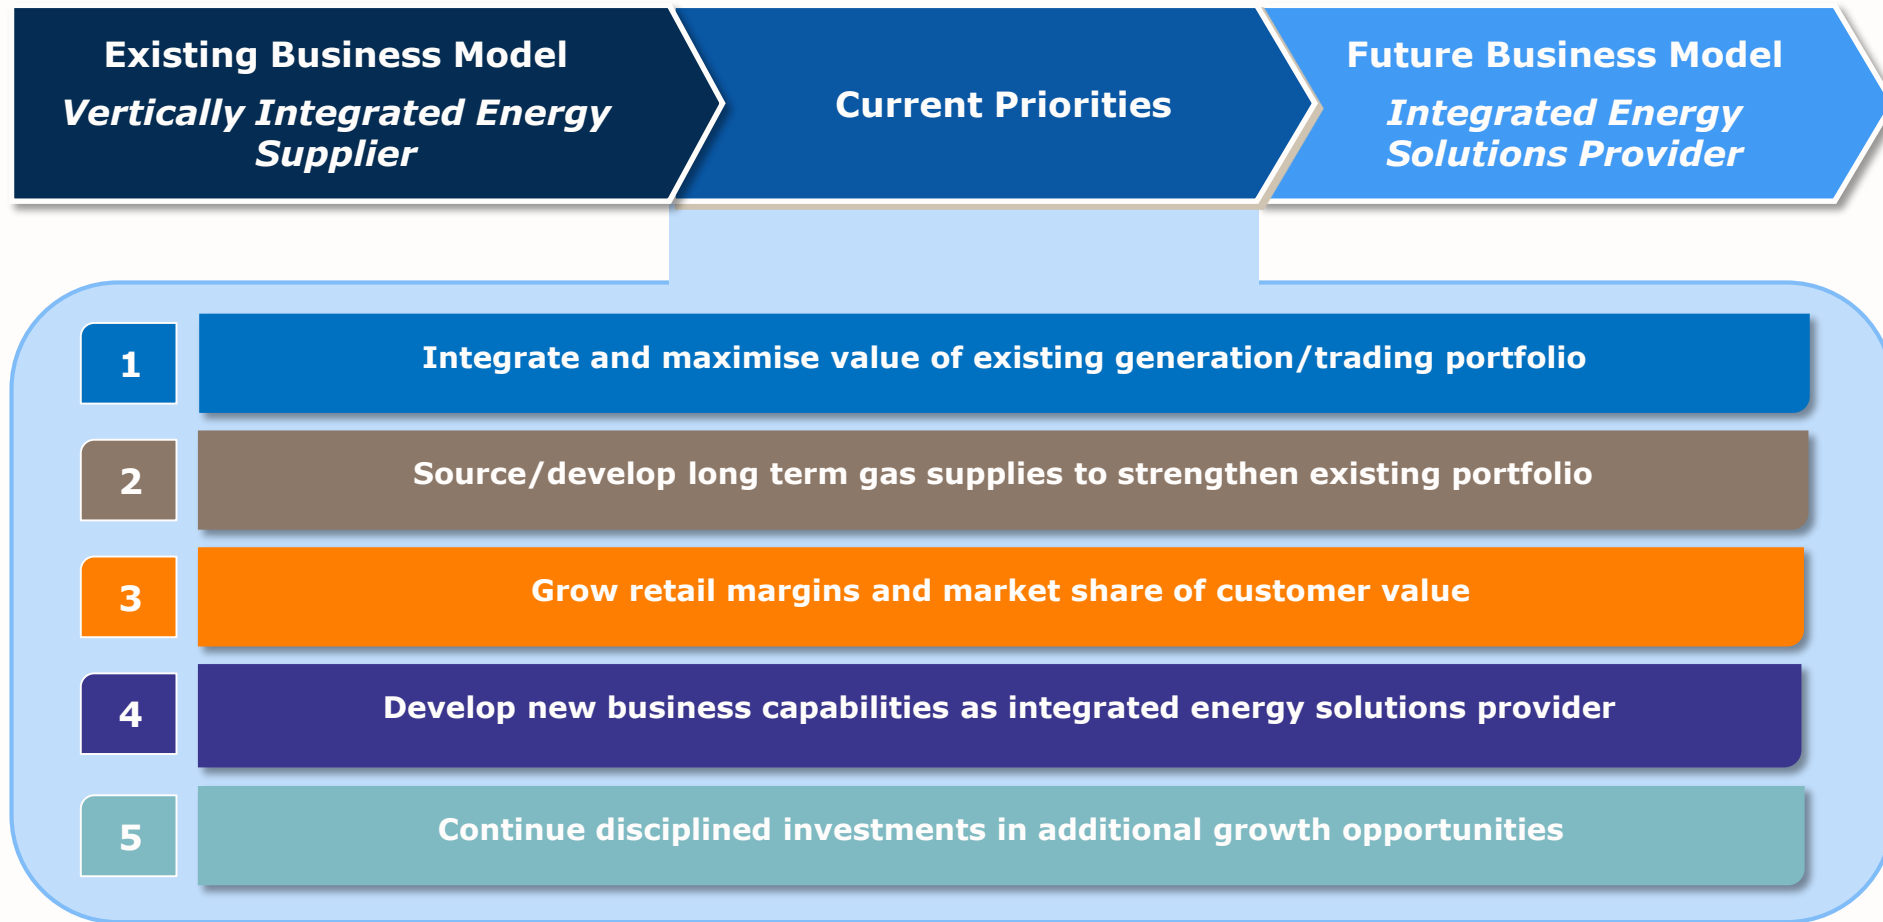 Existing Business Model
Vertically Integrated Energy
Supplier
Current Priorities
Future Business Model
Integrated Energy
Solutions Provider
1
Integrate and maximise value of existing generation/trading portfolio
2
Source/develop long term gas supplies to strengthen existing portfolio
3
Grow retail margins and market share of customer value
4
Develop new business capabilities as integrated energy solutions provider
5
Continue disciplined investments in additional growth opportunities